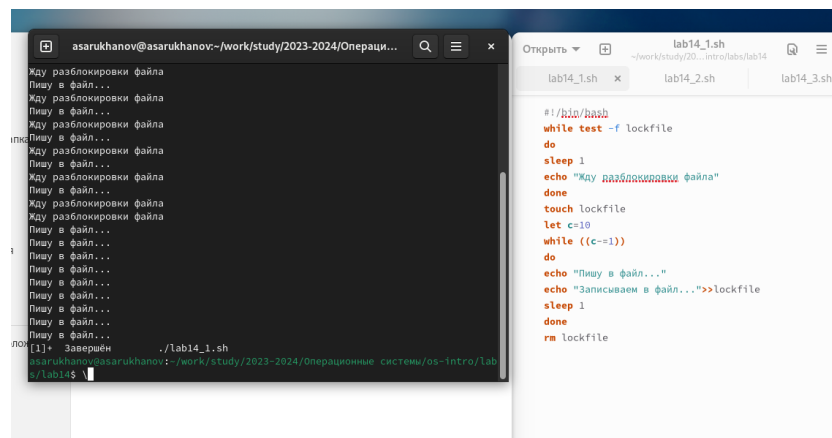 asarukhanov@asarukhanov:~/work/study/2023-2024/Операци...
Жду разблокировки файла
Пишу в файл...
Жду разблокировки файла
Пишу в файл...
Жду разблокировки файла
Пишу в файл...
Жду разблокировки файла
Пишу в файл...
Жду разблокировки файла
Пишу в файл...
Жду разблокировки файла
Жду разблокировки файла
Пишу в файл...
Пишу в файл...
Пишу в файл...
Пишу в файл...
Пишу в файл...
Пишу в файл...
Пишу в файл...
Пишу в файл...
Пишу в файл...
[1]+ Завершён ./lab14_1.sh
asarukhanov@asarukhanov:~/work/study/2023-2024/Операционные системы/os-intro/lab
s/lab14$ \
Открыть
lab14_1.sh
~/work/study/20... intro/labs/lab14
lab14_1.sh × lab14_2.sh lab14_3.sh
#!/bin/bash
while test -f lockfile
do
sleep 1
echo "Жду разблокировки файла"
done
touch lockfile
let c=10
while ((c-=1))
do
echo "Пишу в файл..."
echo "Записываем в файл...">>lockfile
sleep 1
done
rm lockfile